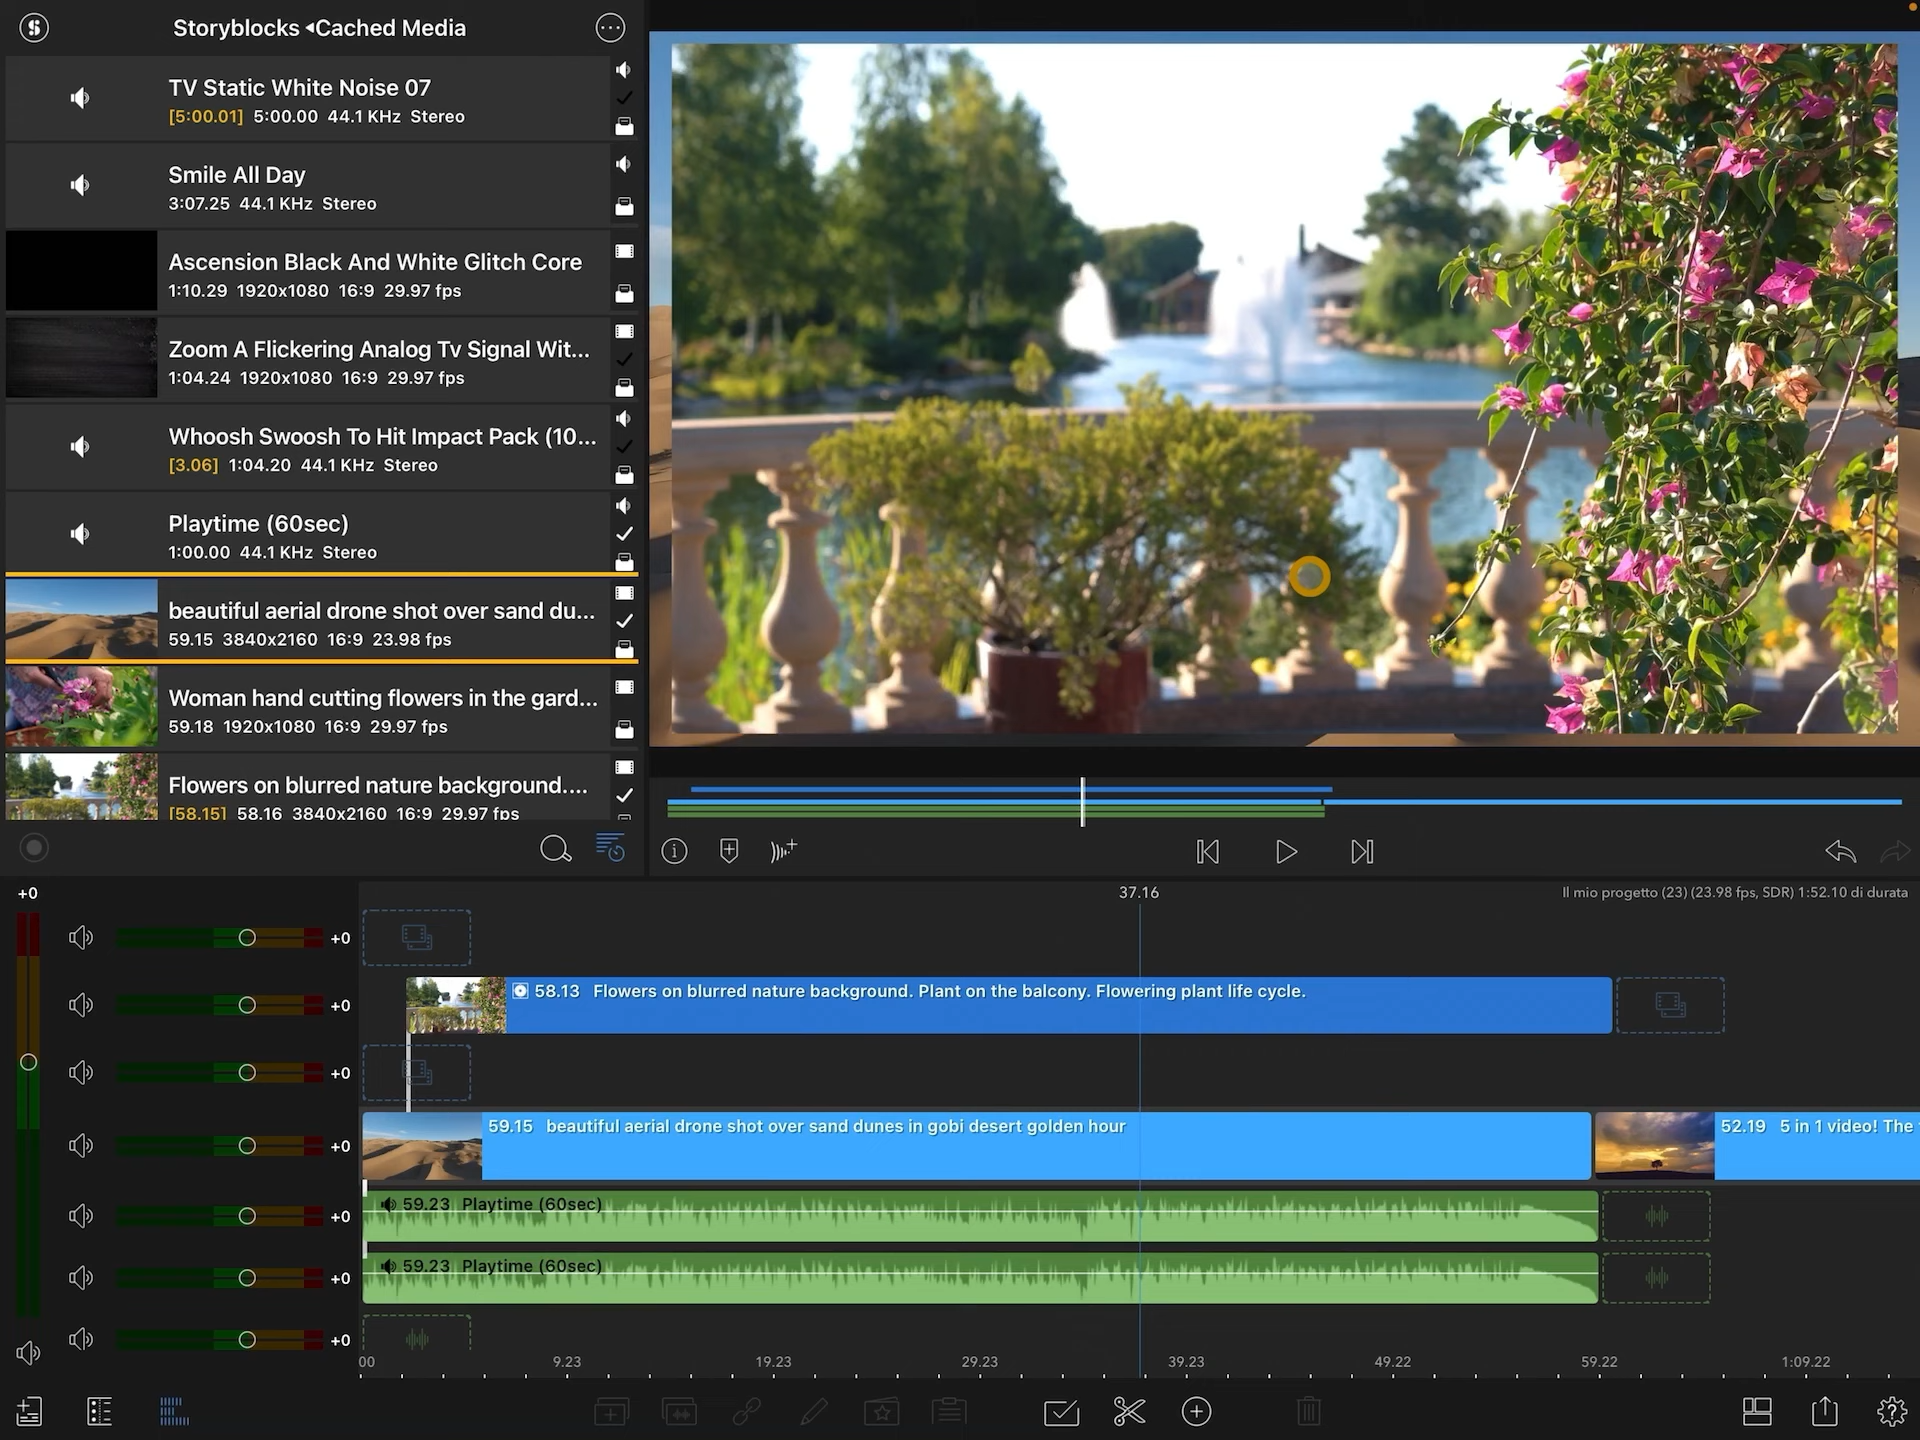 Storyblocks ◂Cached Media
TV Static White Noise 07
[5:00.01] 5:00.00 44.1 KHz Stereo
Smile All Day
3:07.25 44.1 KHz Stereo
Ascension Black And White Glitch Core
1:10.29 1920x1080 16:9 29.97 fps
Zoom A Flickering Analog Tv Signal Wit...
1:04.24 1920x1080 16:9 29.97 fps
Whoosh Swoosh To Hit Impact Pack (10...
[3.06] 1:04.20 44.1 KHz Stereo
Playtime (60sec)
1:00.00 44.1 KHz Stereo
beautiful aerial drone shot over sand du...
59.15 3840x2160 16:9 23.98 fps
Woman hand cutting flowers in the gard...
59.18 1920x1080 16:9 29.97 fps
Flowers on blurred nature background....
[58.15] 58.16 3840x2160 16:9 29.97 fps
+0
37.16
Il mio progetto (23) (23.98 fps, SDR) 1:52.10 di durata
+0
+0
58.13 Flowers on blurred nature background. Plant on the balcony. Flowering plant life cycle.
+0
+0
59.15 beautiful aerial drone shot over sand dunes in gobi desert golden hour
52.19 5 in 1 video! The
+0
59.23 Playtime (60sec)
+0
59.23 Playtime (60sec)
+0
00 9.23 19.23 29.23 39.23 49.22 59.22 1:09.22